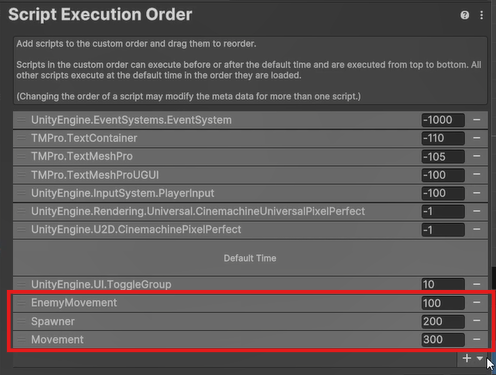 Script Execution Order
Add scripts to the custom order and drag them to reorder.
Scripts in the custom order can execute before or after the default time and are executed from top to bottom. All
other scripts execute at the default time in the order they are loaded.
(Changing the order of a script may modify the meta data for more than one script.)
UnityEngine.EventSystems.EventSystem -1000
TMPro.TextContainer -110
TMPro.TextMeshPro -105
TMPro.TextMeshProUGUI -100
UnityEngine.InputSystem.PlayerInput -100
UnityEngine.Rendering.Universal.CinemachineUniversalPixelPerfect -1
UnityEngine.U2D.CinemachinePixelPerfect -1
Default Time
UnityEngine.UI.ToggleGroup 10
EnemyMovement 100
Spawner 200
Movement 300